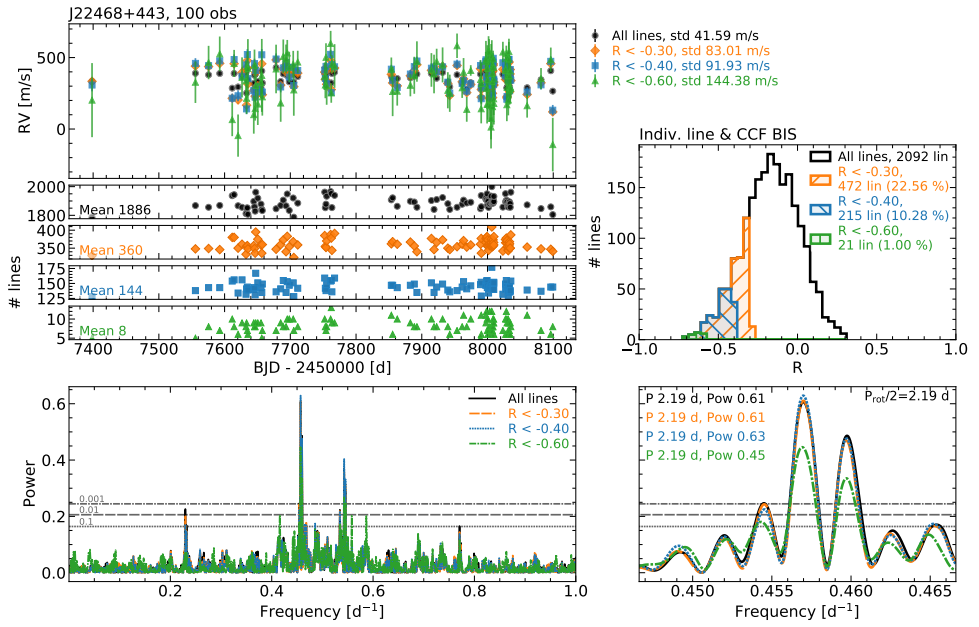 J22468+443, 100 obs
RV [m/s]
500
0
All lines, std 41.59 m/s
R < -0.30, std 83.01 m/s
R < -0.40, std 91.93 m/s
R < -0.60, std 144.38 m/s
# lines
2000
1800
Mean 1886
400
350
Mean 360
175
150
125
Mean 144
10
5
Mean 8
7400 7500 7600 7700 7800 7900 8000 8100
BJD - 2450000 [d]
Indiv. line & CCF BIS
# lines
150
100
50
0
All lines, 2092 lin
R < -0.30,
472 lin (22.56 %)
R < -0.40,
215 lin (10.28 %)
R < -0.60,
21 lin (1.00 %)
−1.0 −0.5 0.0 0.5 1.0
R
Power
0.6
0.4
0.2
0.0
All lines
R < -0.30
R < -0.40
R < -0.60
0.001
0.01
0.1
0.2 0.4 0.6 0.8 1.0
Frequency [d⁻¹]
P 2.19 d, Pow 0.61
P 2.19 d, Pow 0.61
P 2.19 d, Pow 0.63
P 2.19 d, Pow 0.45
P_rot/2=2.19 d
0.450 0.455 0.460 0.465
Frequency [d⁻¹]